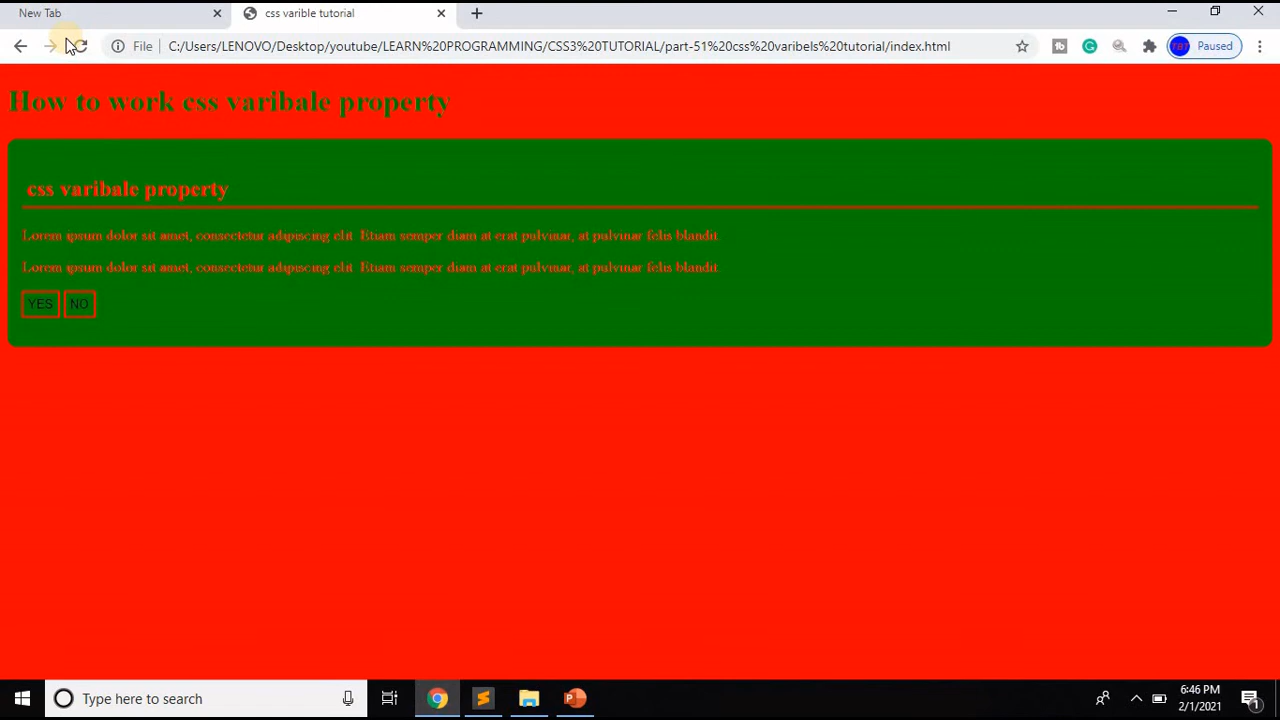 New Tab
css varible tutorial
File
C:/Users/LENOVO/Desktop/youtube/LEARN%20PROGRAMMING/CSS3%20TUTORIAL/part-51%20css%20varibels%20tutorial/index.html
Paused
How to work css varibale property
css varibale property
Lorem ipsum dolor sit amet, consectetur adipiscing elit. Etiam semper diam at erat pulvinar, at pulvinar felis blandit.
Lorem ipsum dolor sit amet, consectetur adipiscing elit. Etiam semper diam at erat pulvinar, at pulvinar felis blandit.
YES NO
Type here to search
6:46 PM
2/1/2021